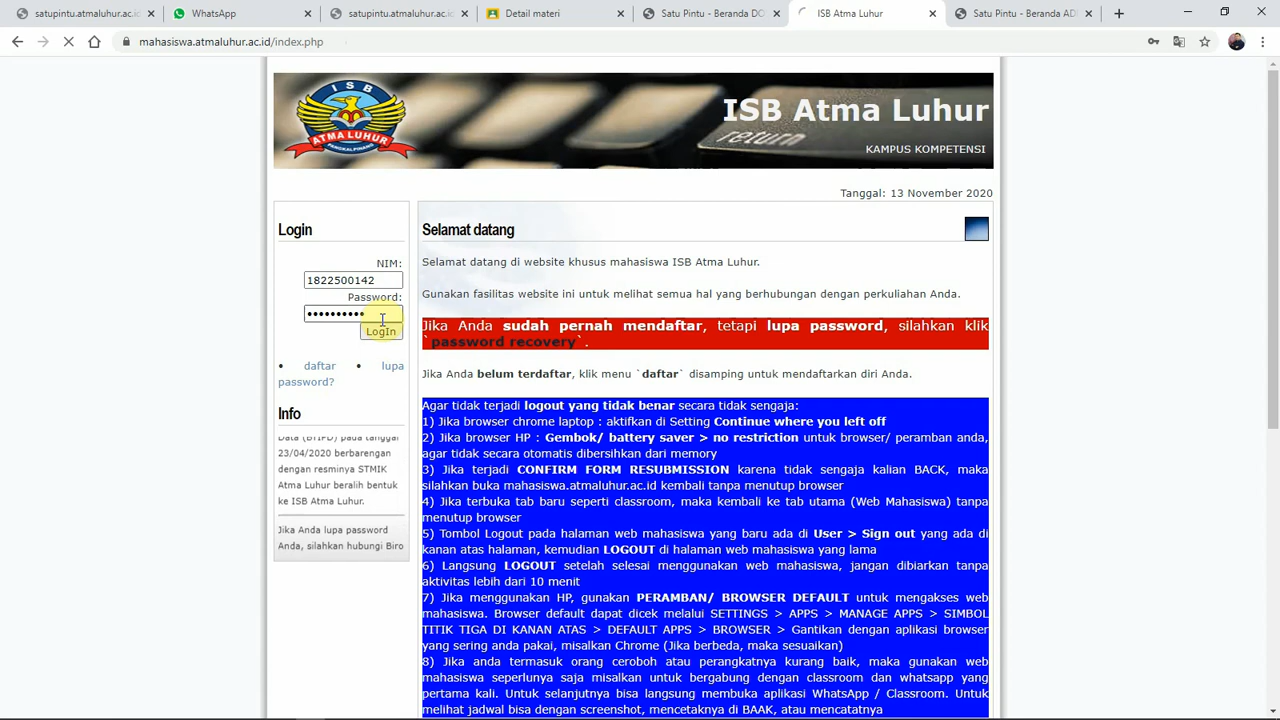 satupintu.atmaluhur.ac.id
WhatsApp
satupintu.atmaluhur.ac.id
Detail materi
Satu Pintu - Beranda DO
ISB Atma Luhur
Satu Pintu - Beranda ADI
mahasiswa.atmaluhur.ac.id/index.php
ISB
ATMA LUHUR
PANGKALPINANG
return
ISB Atma Luhur
KAMPUS KOMPETENSI
Tanggal: 13 November 2020
Login
NIM:
1822500142
Password:
••••••••••
LogIn
• daftar • lupa
password?
Info
Data (BTIPD) pada tanggal
23/04/2020 berbarengan
dengan resminya STMIK
Atma Luhur beralih bentuk
ke ISB Atma Luhur.
Jika Anda lupa password
Anda, silahkan hubungi Biro
Selamat datang
Selamat datang di website khusus mahasiswa ISB Atma Luhur.
Gunakan fasilitas website ini untuk melihat semua hal yang berhubungan dengan perkuliahan Anda.
Jika Anda sudah pernah mendaftar, tetapi lupa password, silahkan klik
`password recovery`.
Jika Anda belum terdaftar, klik menu `daftar` disamping untuk mendaftarkan diri Anda.
Agar tidak terjadi logout yang tidak benar secara tidak sengaja:
1) Jika browser chrome laptop : aktifkan di Setting Continue where you left off
2) Jika browser HP : Gembok/ battery saver > no restriction untuk browser/ peramban anda,
agar tidak secara otomatis dibersihkan dari memory
3) Jika terjadi CONFIRM FORM RESUBMISSION karena tidak sengaja kalian BACK, maka
silahkan buka mahasiswa.atmaluhur.ac.id kembali tanpa menutup browser
4) Jika terbuka tab baru seperti classroom, maka kembali ke tab utama (Web Mahasiswa) tanpa
menutup browser
5) Tombol Logout pada halaman web mahasiswa yang baru ada di User > Sign out yang ada di
kanan atas halaman, kemudian LOGOUT di halaman web mahasiswa yang lama
6) Langsung LOGOUT setelah selesai menggunakan web mahasiswa, jangan dibiarkan tanpa
aktivitas lebih dari 10 menit
7) Jika menggunakan HP, gunakan PERAMBAN/ BROWSER DEFAULT untuk mengakses web
mahasiswa. Browser default dapat dicek melalui SETTINGS > APPS > MANAGE APPS > SIMBOL
TITIK TIGA DI KANAN ATAS > DEFAULT APPS > BROWSER > Gantikan dengan aplikasi browser
yang sering anda pakai, misalkan Chrome (Jika berbeda, maka sesuaikan)
8) Jika anda termasuk orang ceroboh atau perangkatnya kurang baik, maka gunakan web
mahasiswa seperlunya saja misalkan untuk bergabung dengan classroom dan whatsapp yang
pertama kali. Untuk selanjutnya bisa langsung membuka aplikasi WhatsApp / Classroom. Untuk
melihat jadwal bisa dengan screenshot, mencetaknya di BAAK, atau mencatatnya